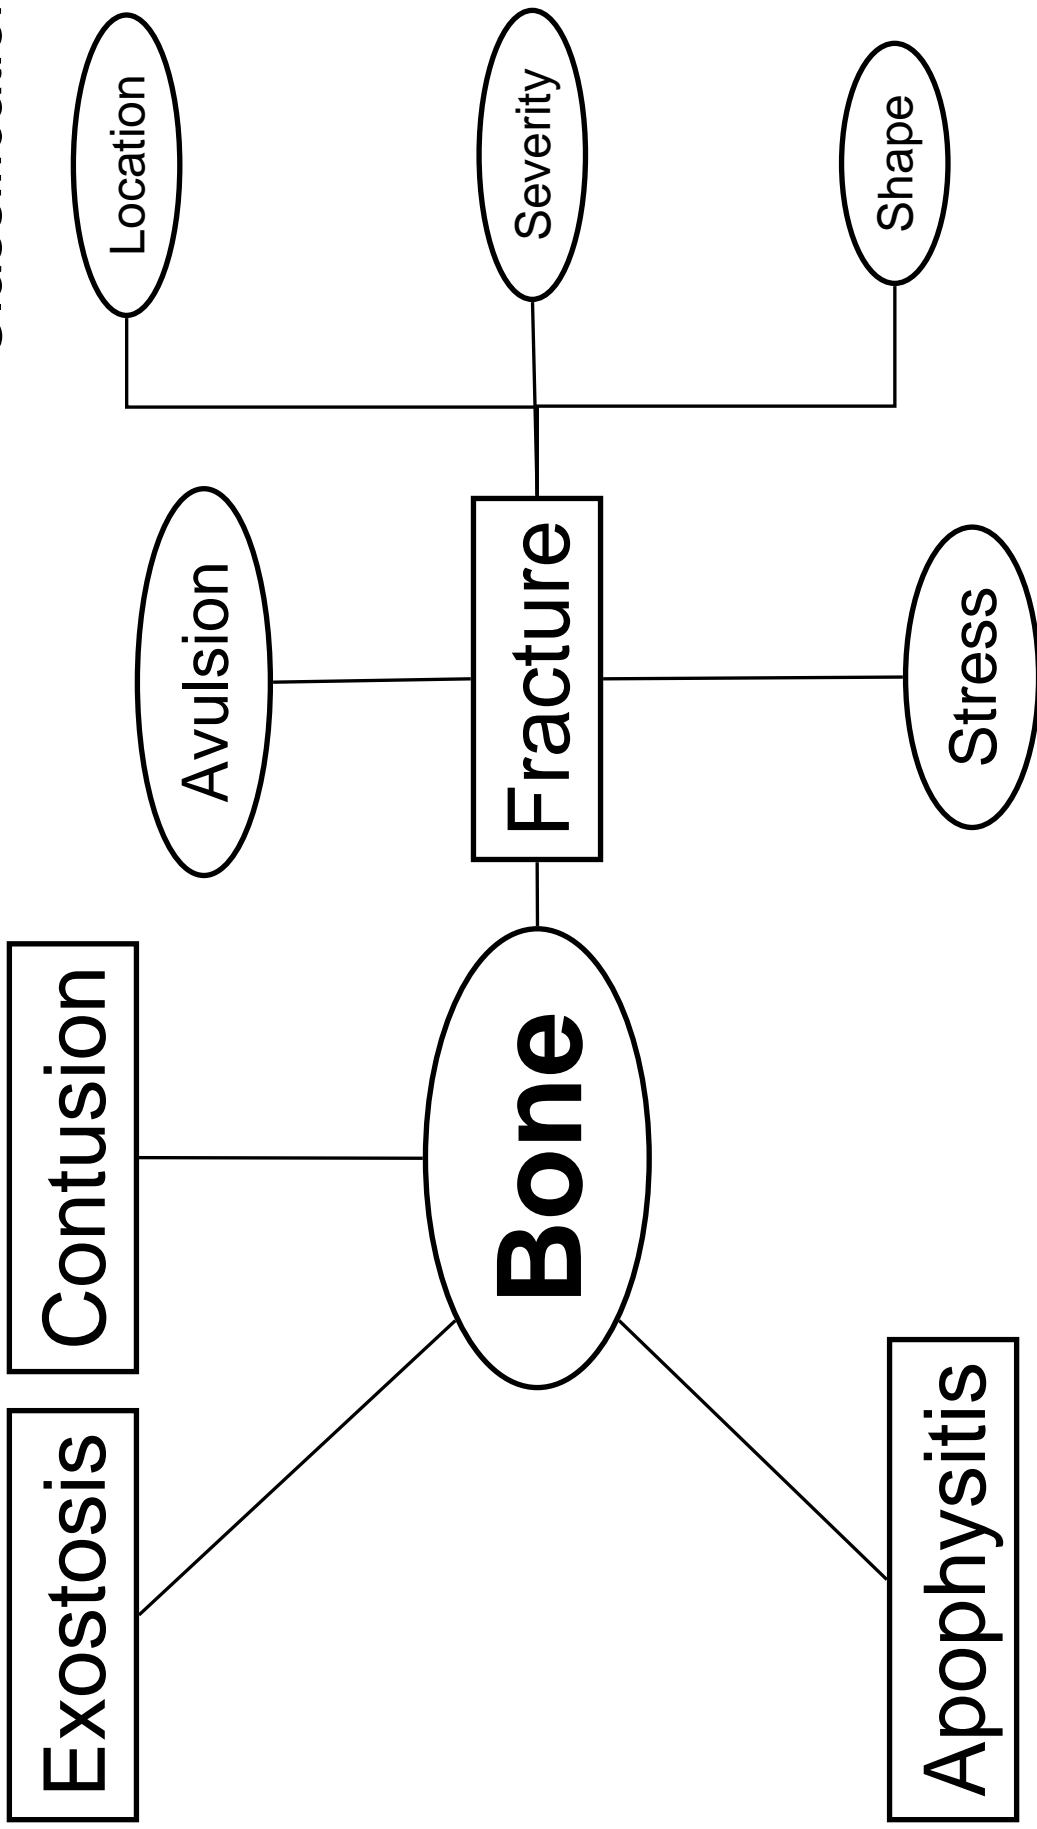 Exostosis
Contusion
Avulsion
Location
Bone
Fracture
Severity
Apophysitis
Stress
Shape